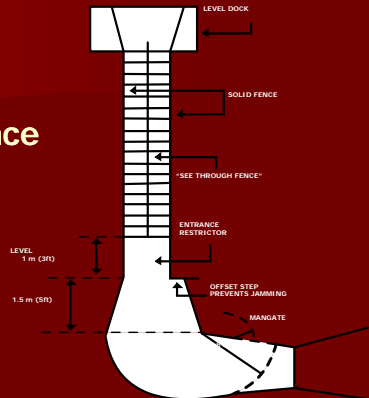 LEVEL DOCK
SOLID FENCE
"SEE THROUGH FENCE"
ENTRANCE
RESTRICTOR
LEVEL
1 m (3ft)
OFFSET STEP
PREVENTS JAMMING
1.5 m (5ft)
MANGATE